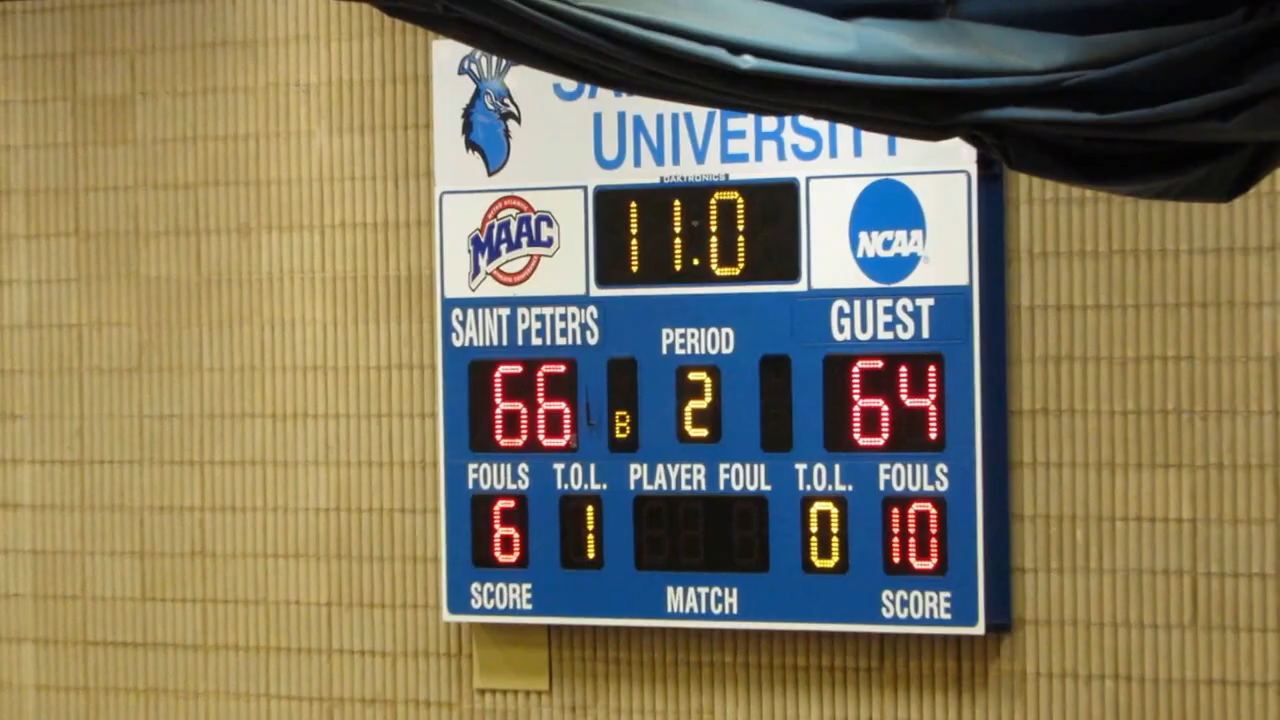 UNIVERSITY
DAKTRONICS
MAAC
11.0
NCAA
SAINT PETER'S
PERIOD
GUEST
66
B
2
64
FOULS T.O.L. PLAYER FOUL T.O.L. FOULS
6 1 0 10
SCORE MATCH SCORE